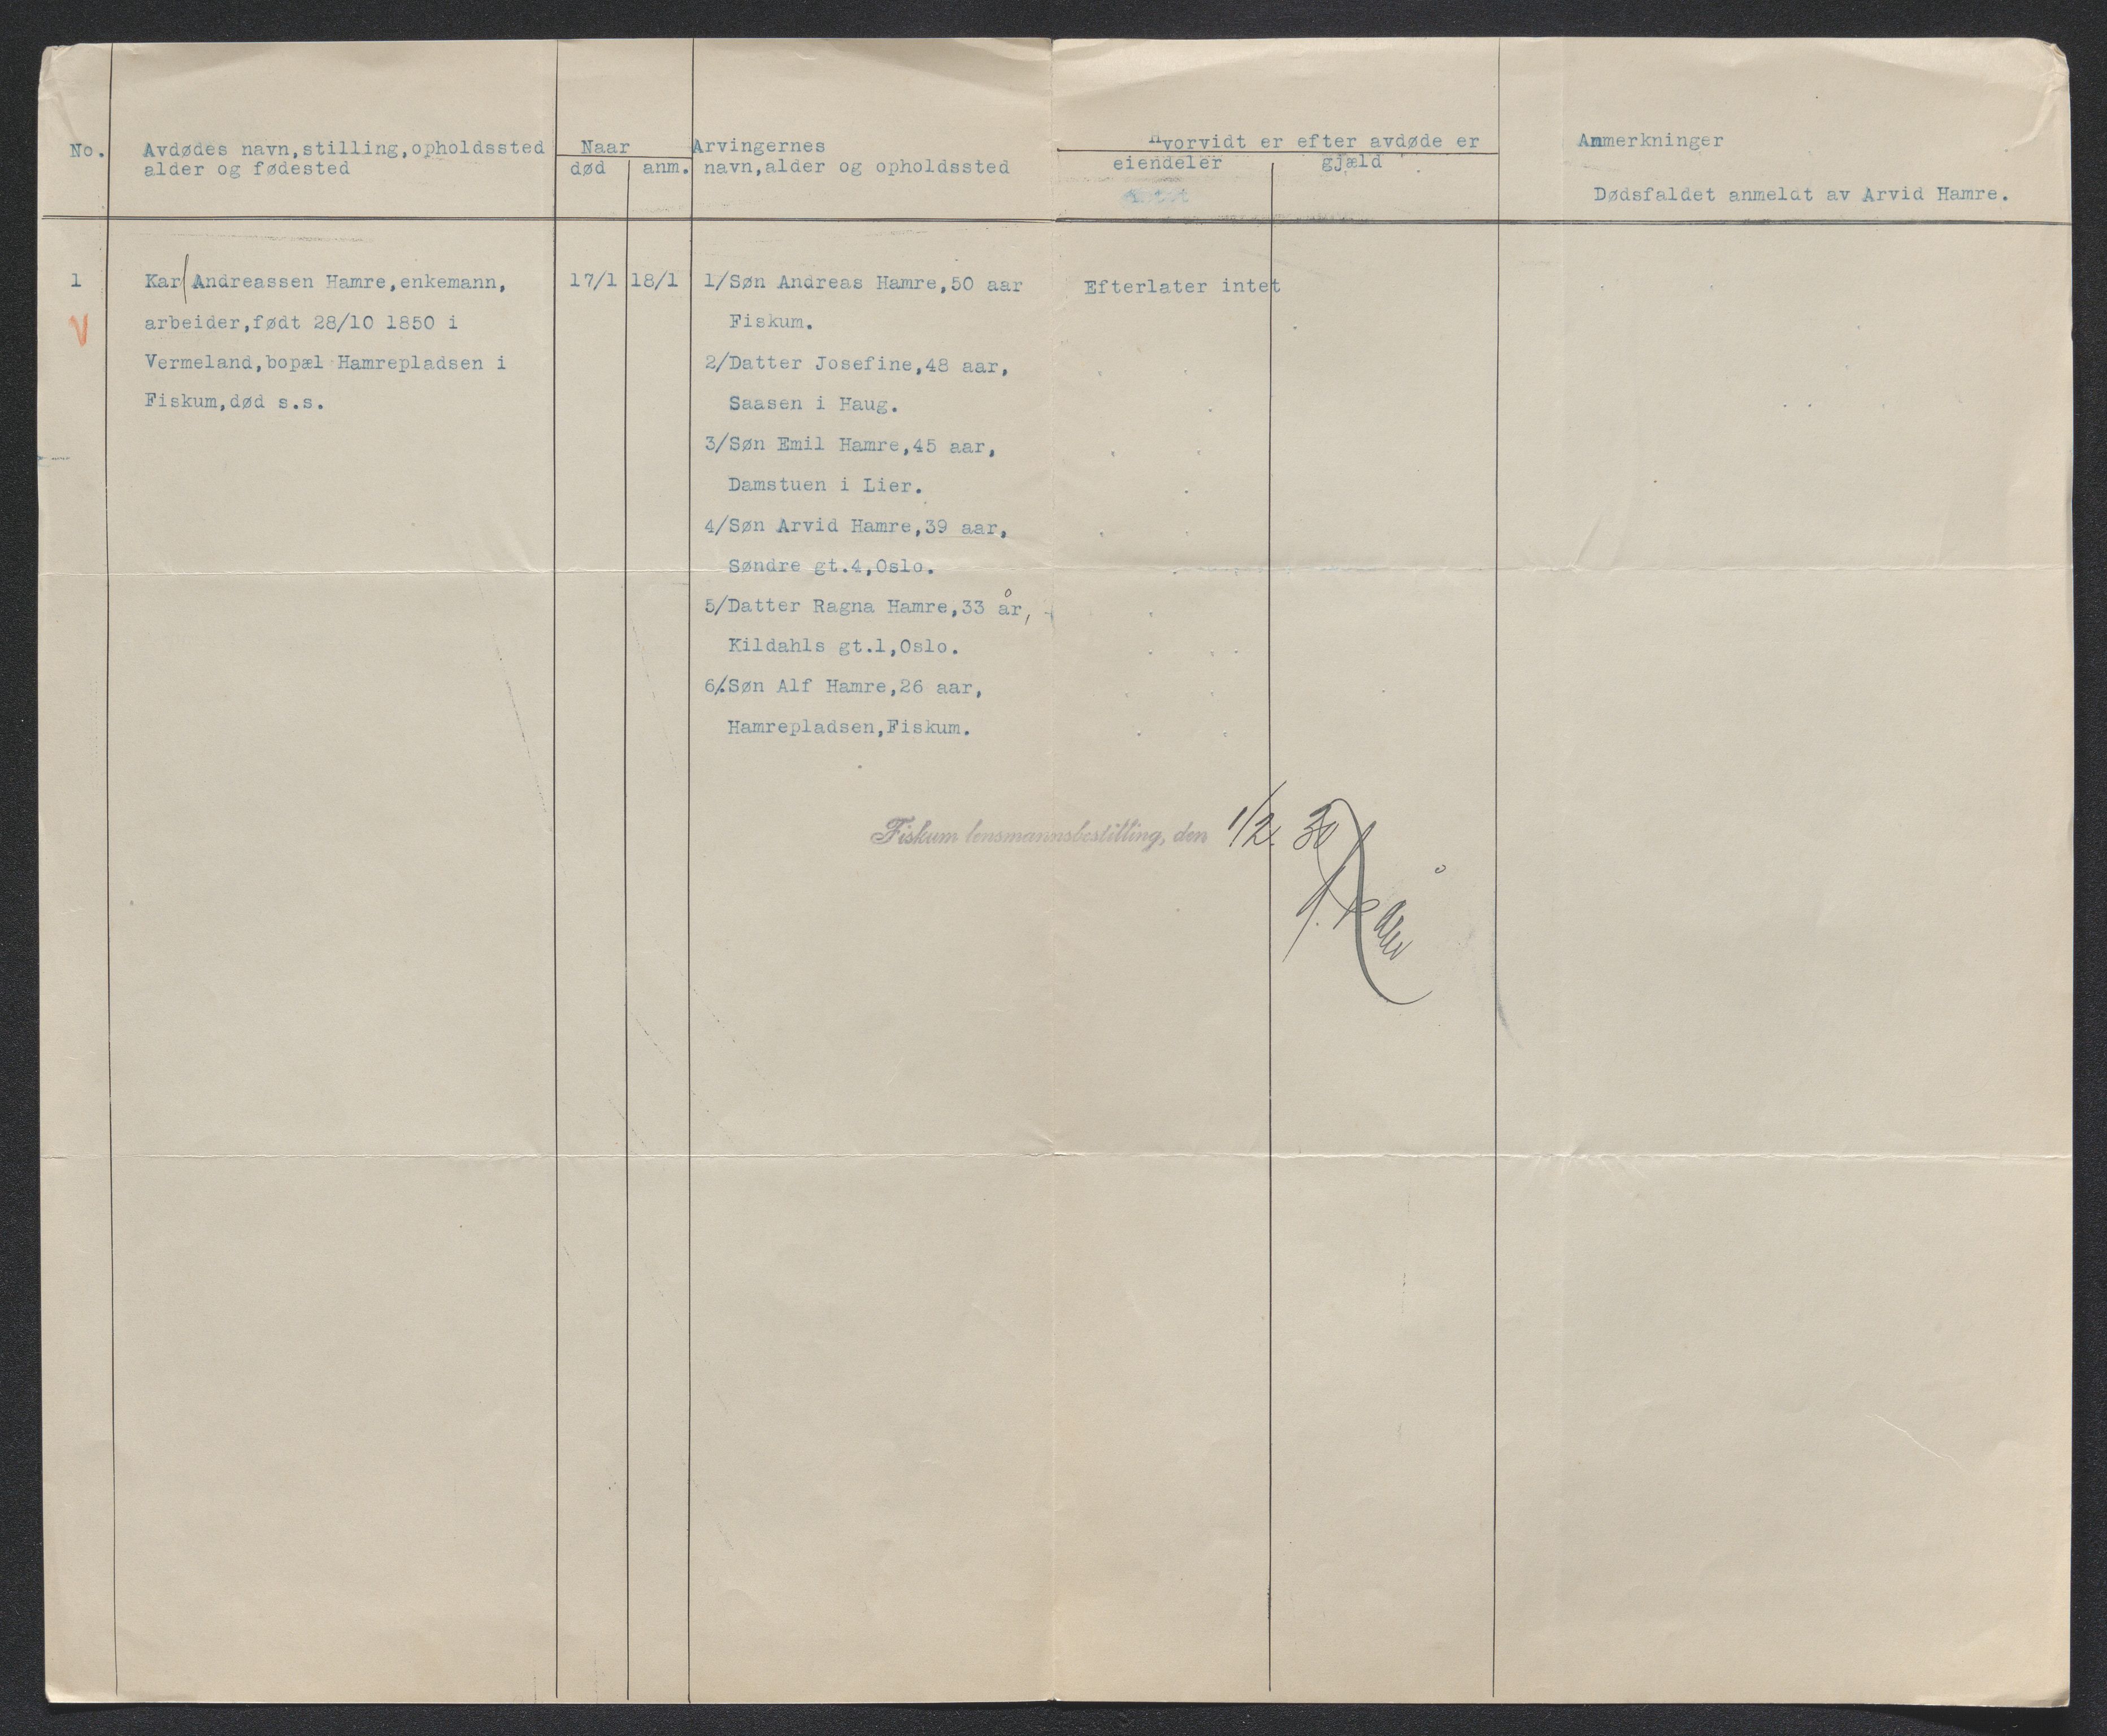 No.
Avdødes navn,stilling,opholdssted
alder og fødested
Naar
død
anm.
Arvingernes
navn,alder og opholdssted
Hvorvidt er efter avdøde er
eiendeler
gjæld
Anmerkninger
Dødsfaldet anmeldt av Arvid Hamre.
1
V
Karl Andreassen Hamre,enkemann,
arbeider,født 28/10 1850 i
Vermeland,bopæl Hamrepladsen i
Fiskum,død s.s.
17/1
18/1
1/Søn Andreas Hamre,50 aar
Fiskum.
2/Datter Josefine,48 aar,
Saasen i Haug.
3/Søn Emil Hamre,45 aar,
Damstuen i Lier.
4/Søn Arvid Hamre,39 aar,
Søndre gt.4,Oslo.
5/Datter Ragna Hamre,33 år,
Kildahls gt.1,Oslo.
6/.Søn Alf Hamre,26 aar,
Hamrepladsen,Fiskum.
Efterlater intet
Fiskum lensmannsbestilling, den 1/2. 30